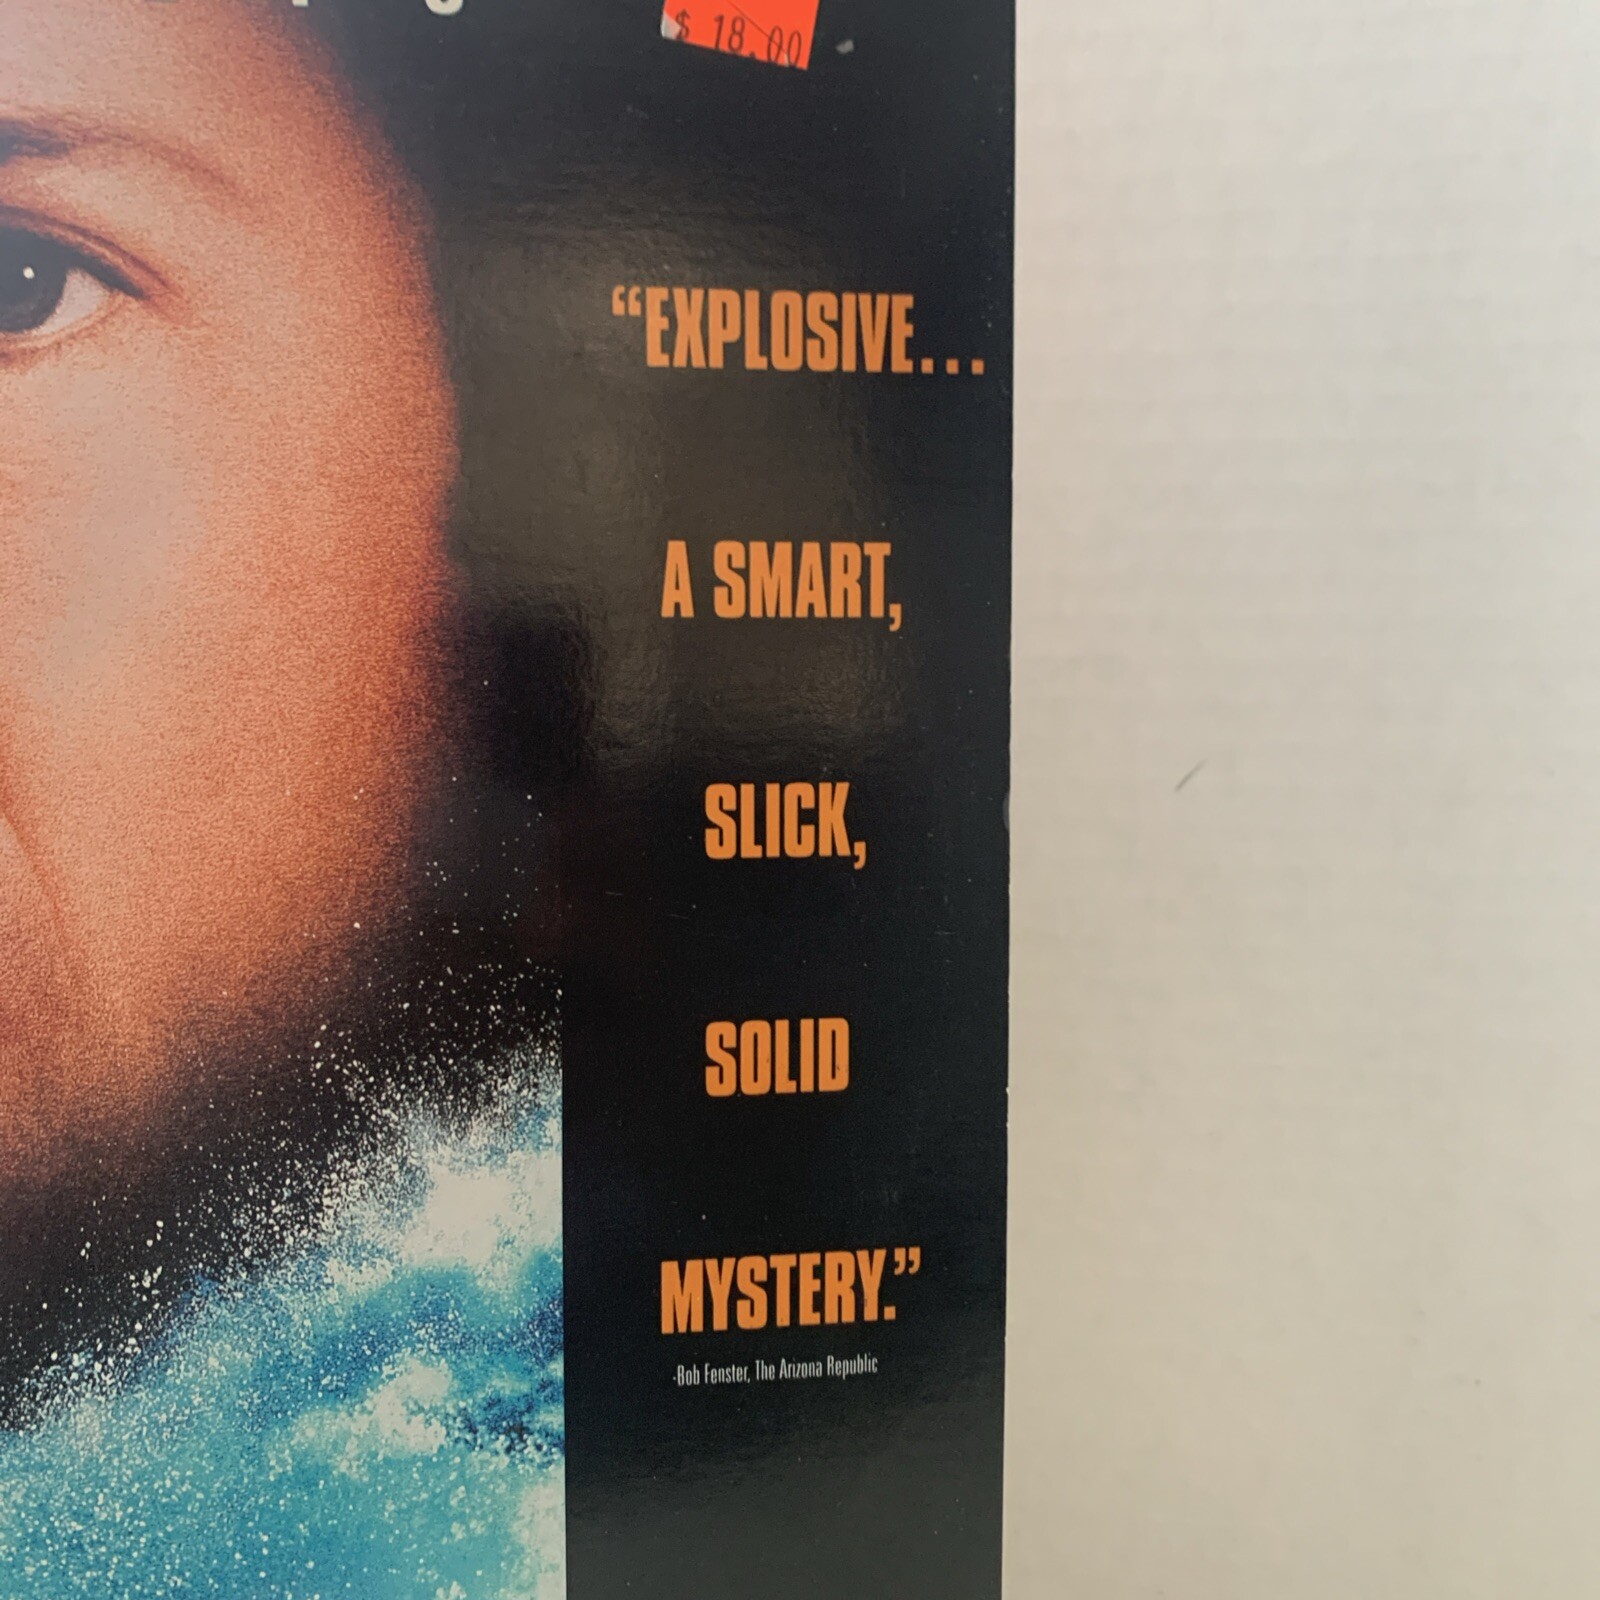 $ 18.00
“EXPLOSIVE...
A SMART,
SLICK,
SOLID
MYSTERY.”
-Bob Fenster, The Arizona Republic